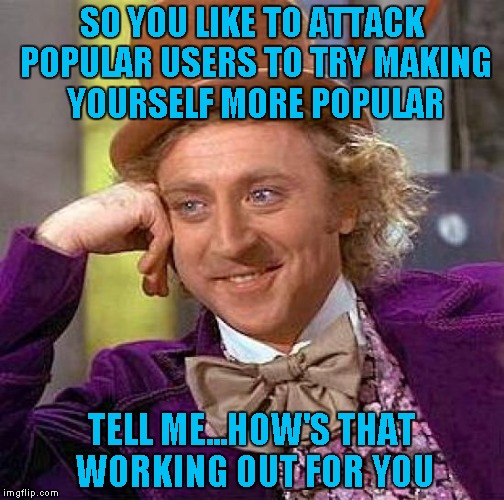 SO YOU LIKE TO ATTACK
POPULAR USERS TO TRY MAKING
YOURSELF MORE POPULAR
TELL ME...HOW'S THAT
WORKING OUT FOR YOU
imgflip.com